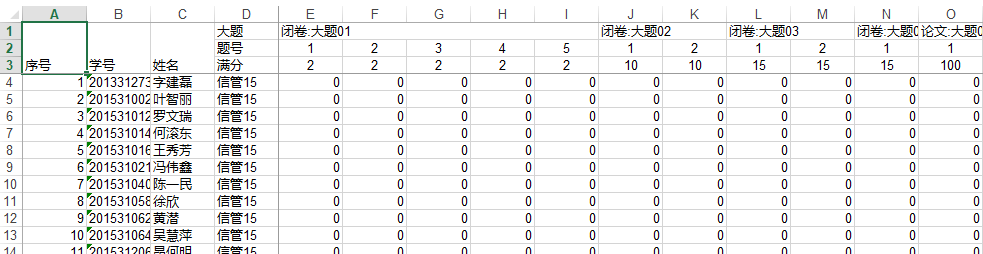 A B C D E F G H I J K L M N O
1 大题 闭卷:大题01 闭卷:大题02 闭卷:大题03 闭卷:大题0 论文:大题0
2 题号 1 2 3 4 5 1 2 1 2 1 1
3 序号 学号 姓名 满分 2 2 2 2 2 10 10 15 15 15 100
4 1 201331273 字建磊 信管15 0 0 0 0 0 0 0 0 0 0 0
5 2 201531002 叶智丽 信管15 0 0 0 0 0 0 0 0 0 0 0
6 3 201531012 罗文瑞 信管15 0 0 0 0 0 0 0 0 0 0 0
7 4 201531014 何滚东 信管15 0 0 0 0 0 0 0 0 0 0 0
8 5 201531016 王秀芳 信管15 0 0 0 0 0 0 0 0 0 0 0
9 6 201531021 冯伟鑫 信管15 0 0 0 0 0 0 0 0 0 0 0
10 7 201531040 陈一民 信管15 0 0 0 0 0 0 0 0 0 0 0
11 8 201531058 徐欣 信管15 0 0 0 0 0 0 0 0 0 0 0
12 9 201531062 黄潜 信管15 0 0 0 0 0 0 0 0 0 0 0
13 10 201531064 吴慧萍 信管15 0 0 0 0 0 0 0 0 0 0 0
14 11 201531206 信管15 0 0 0 0 0 0 0 0 0 0 0